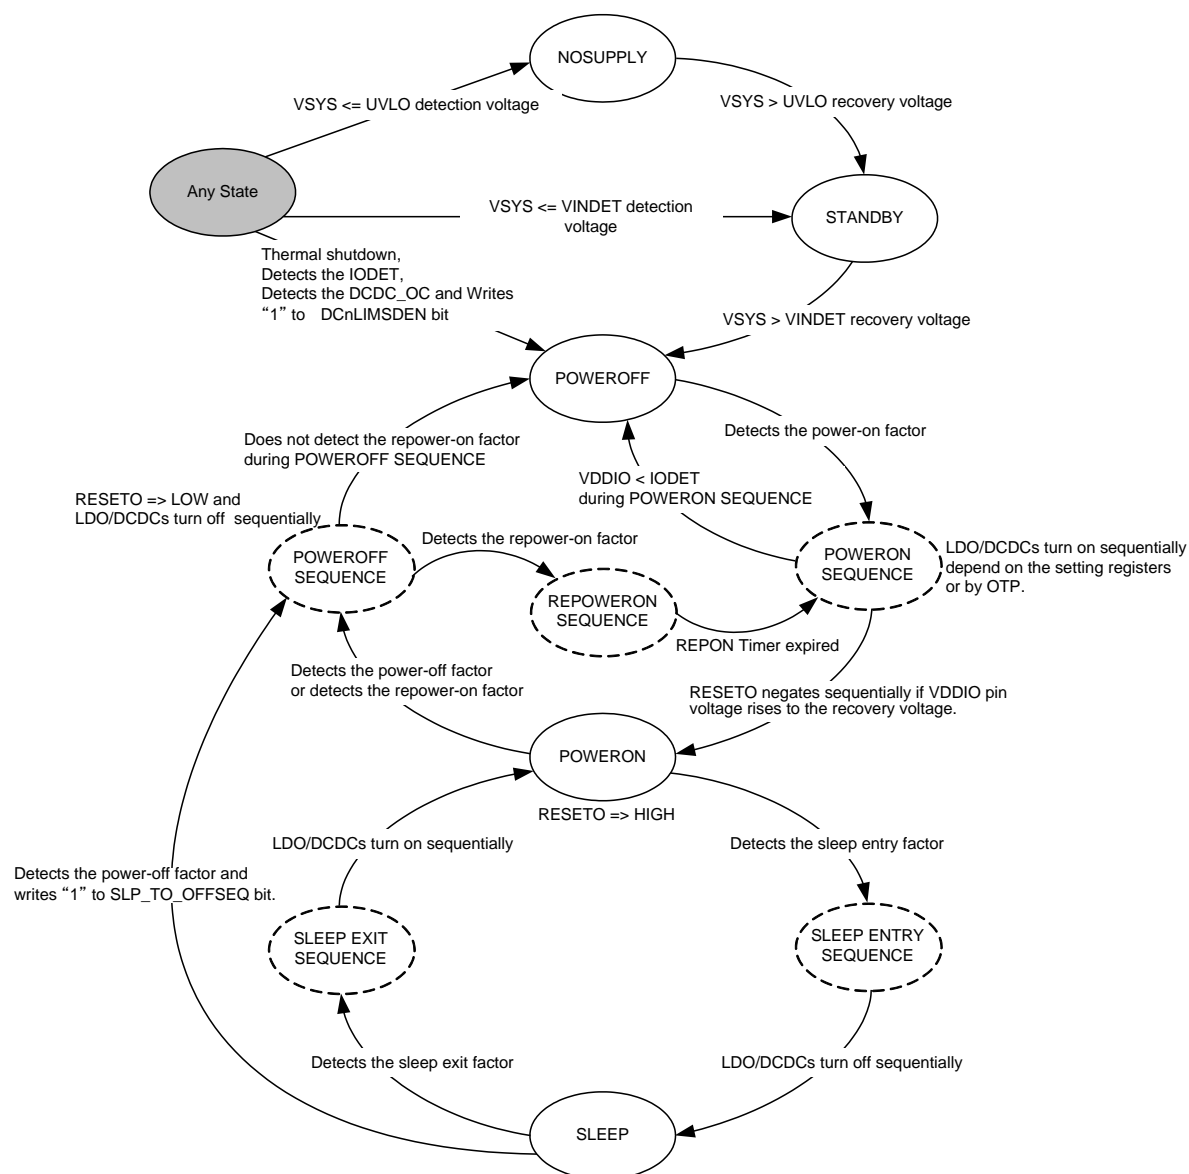 NOSUPPLY
VSYS <= UVLO detection voltage
VSYS > UVLO recovery voltage
Any State
VSYS <= VINDET detection
voltage
STANDBY
Thermal shutdown,
Detects the IODET,
Detects the DCDC_OC and Writes
“1” to DCnLIMSDEN bit
VSYS > VINDET recovery voltage
POWEROFF
Does not detect the repower-on factor
during POWEROFF SEQUENCE
Detects the power-on factor
VDDIO < IODET
during POWERON SEQUENCE
RESETO => LOW and
LDO/DCDCs turn off sequentially
POWEROFF
SEQUENCE
Detects the repower-on factor
REPOWERON
SEQUENCE
POWERON
SEQUENCE
LDO/DCDCs turn on sequentially
depend on the setting registers
or by OTP.
REPON Timer expired
Detects the power-off factor
or detects the repower-on factor
RESETO negates sequentially if VDDIO pin
voltage rises to the recovery voltage.
POWERON
RESETO => HIGH
LDO/DCDCs turn on sequentially
Detects the sleep entry factor
Detects the power-off factor and
writes “1” to SLP_TO_OFFSEQ bit.
SLEEP EXIT
SEQUENCE
SLEEP ENTRY
SEQUENCE
Detects the sleep exit factor
LDO/DCDCs turn off sequentially
SLEEP